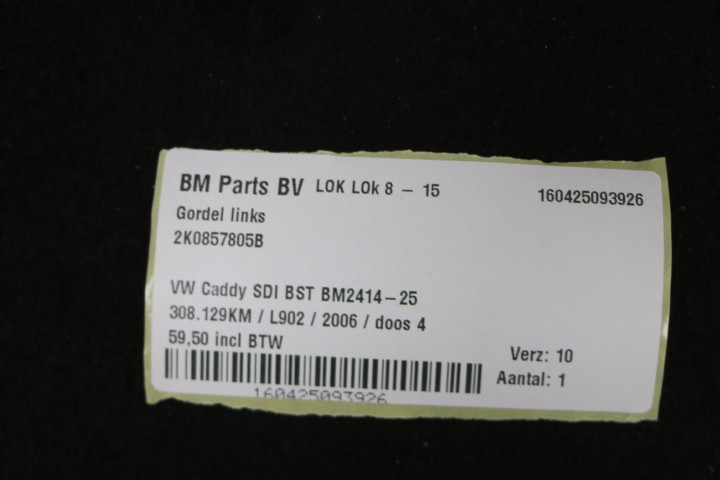 BM Parts BV LOK LOk 8 - 15 160425093926
Gordel links
2K0857805B
VW Caddy SDI BST BM2414-25
308.129KM / L902 / 2006 / doos 4
59,50 incl BTW
Verz: 10
Aantal: 1
160425093926